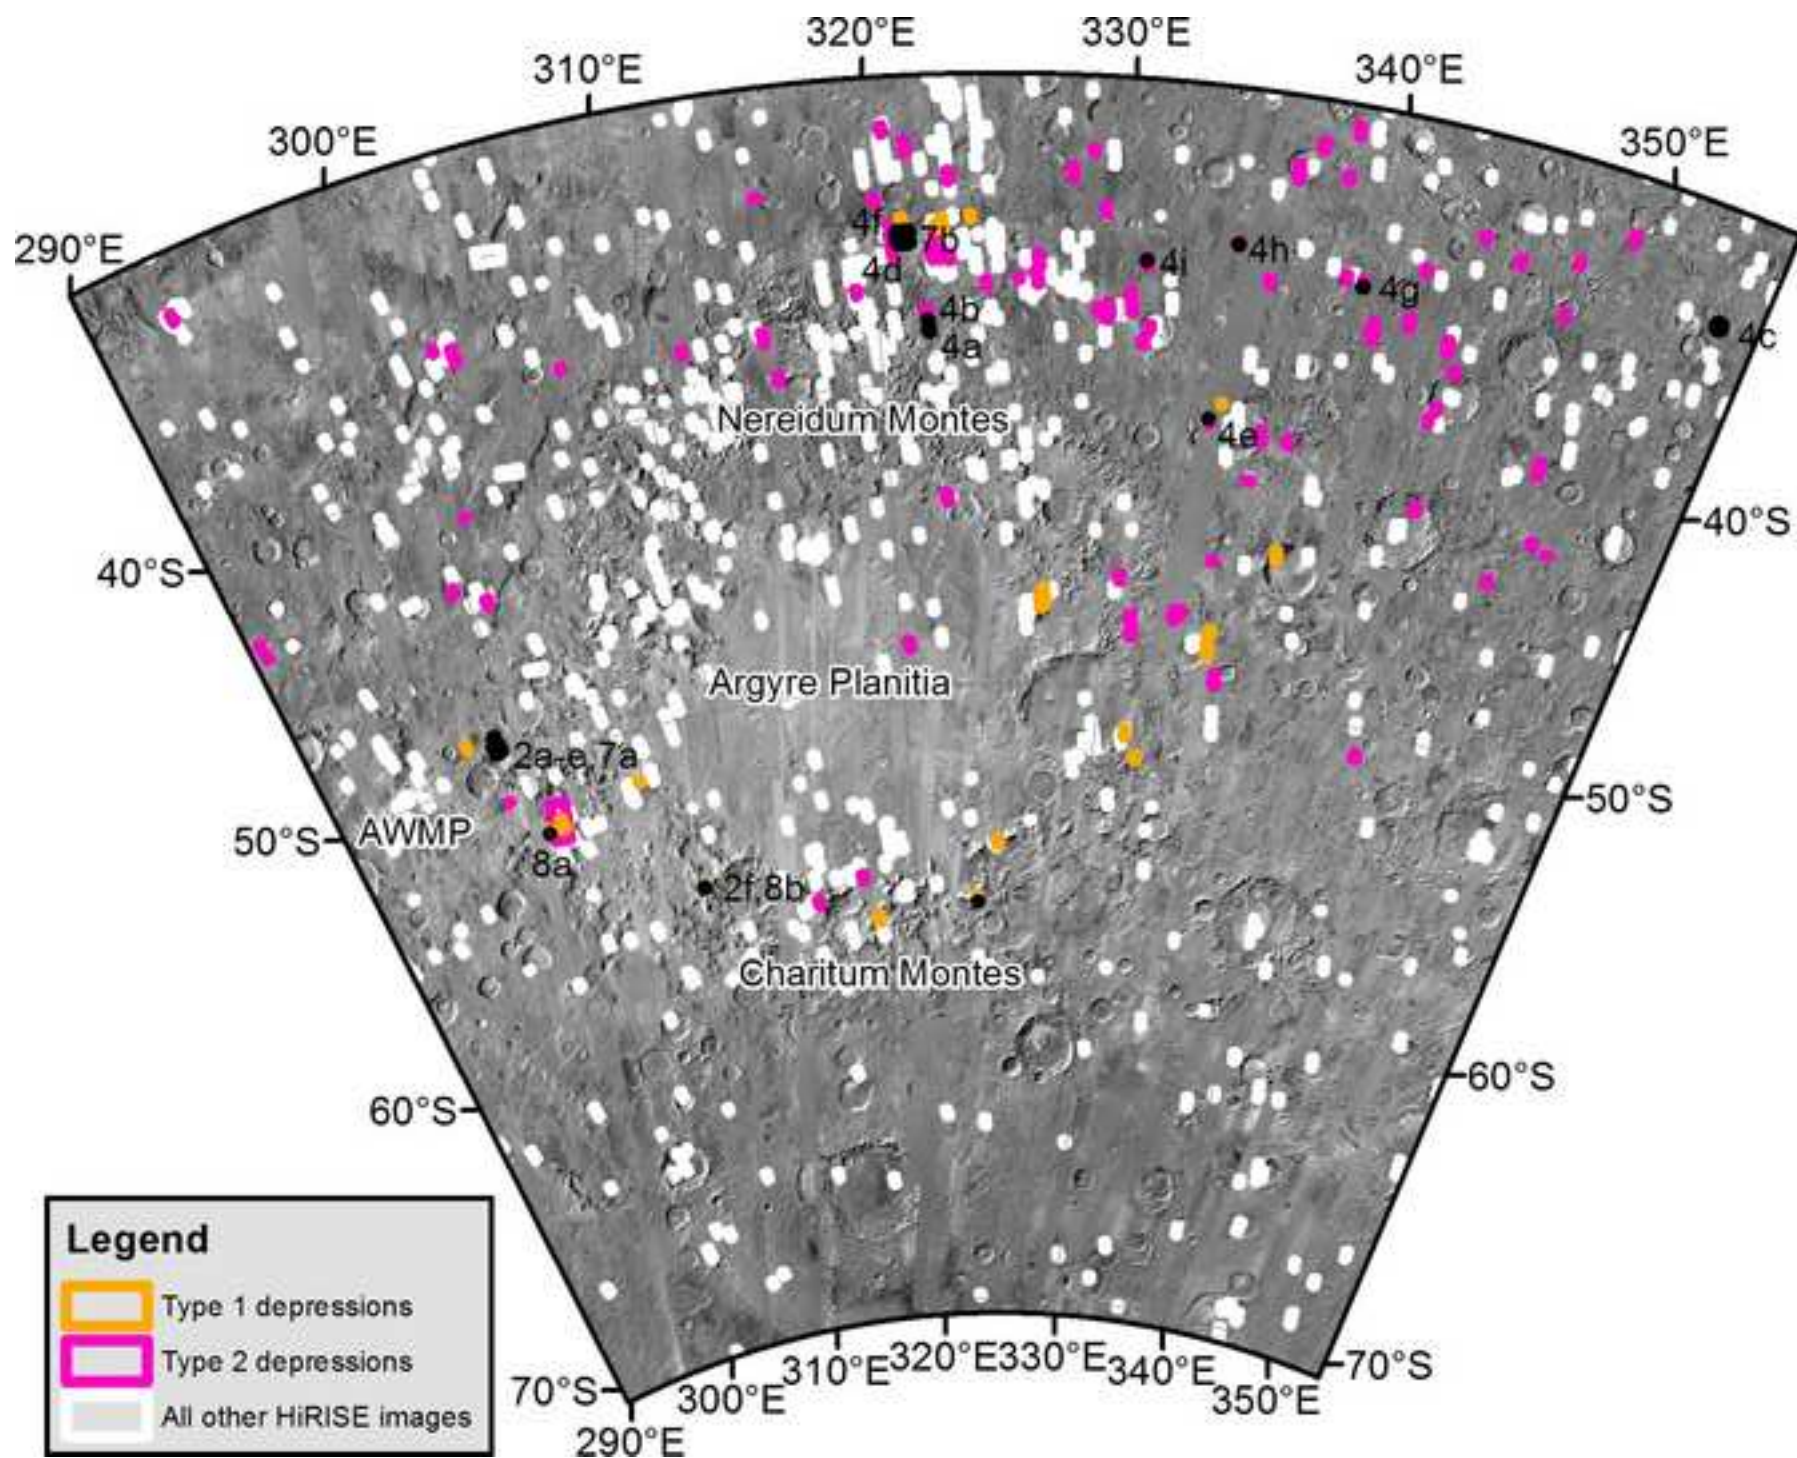 320°E
330°E
310°E
340°E
300°E
350°E
290°E
4f
7b
4d
4i
4h
4g
4b
4a
4c
Nereidum Montes
4e
40°S
40°S
Argyre Planitia
2a-e,7a
50°S
50°S
AWMP
8a
2f,8b
Charitum Montes
60°S
60°S
Legend
Type 1 depressions
Type 2 depressions
All other HiRISE images
70°S
70°S
290°E
300°E
310°E
320°E
330°E
340°E
350°E